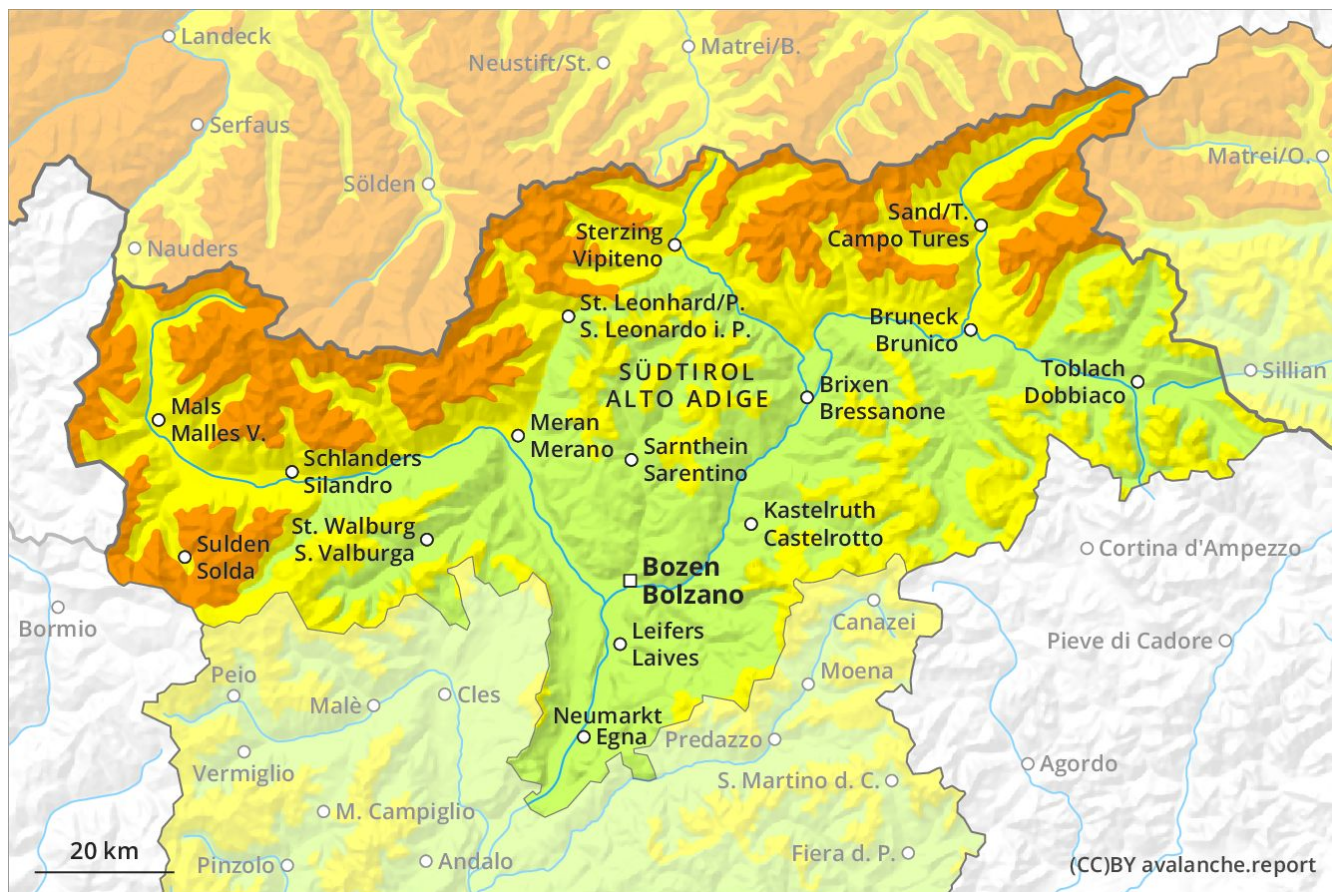 Landeck
Matrei/B.
Neustift/St.
Serfaus
Matrei/O.
Sölden
Sand/T.
Campo Tures
Sterzing
Vipiteno
Nauders
St. Leonhard/P.
S. Leonardo i. P.
Bruneck
Brunico
SÜDTIROL
ALTO ADIGE
Toblach
Dobbiaco
Sillian
Brixen
Bressanone
Mals
Malles V.
Meran
Merano
Sarnthein
Sarentino
Schlanders
Silandro
St. Walburg
S. Valburga
Kastelruth
Castelrotto
Sulden
Solda
Cortina d'Ampezzo
Bozen
Bolzano
Bormio
Canazei
Leifers
Laives
Pieve di Cadore
Peio
Moena
Malè
Cles
Neumarkt
Egna
Predazzo
Vermiglio
Agordo
S. Martino d. C.
M. Campiglio
20 km
Pinzolo
Andalo
Fiera d. P.
(CC)BY avalanche.report